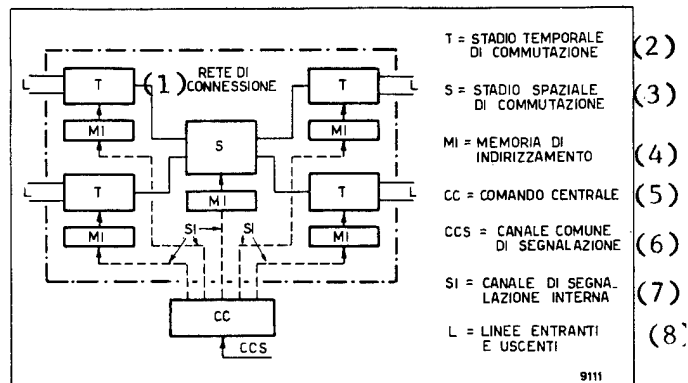 L
T
(1)
RETE DI
CONNESSIONE
T
L
MI
S
MI
L
T
MI
T
L
MI
SI
SI
MI
CC
CCS
T = STADIO TEMPORALE
DI COMMUTAZIONE
(2)
S = STADIO SPAZIALE
DI COMMUTAZIONE
(3)
MI = MEMORIA DI
INDIRIZZAMENTO
(4)
CC = COMANDO CENTRALE
(5)
CCS = CANALE COMUNE
DI SEGNALAZIONE
(6)
SI = CANALE DI SEGNA_
LAZIONE INTERNA
(7)
L = LINEE ENTRANTI
E USCENTI
(8)
9111